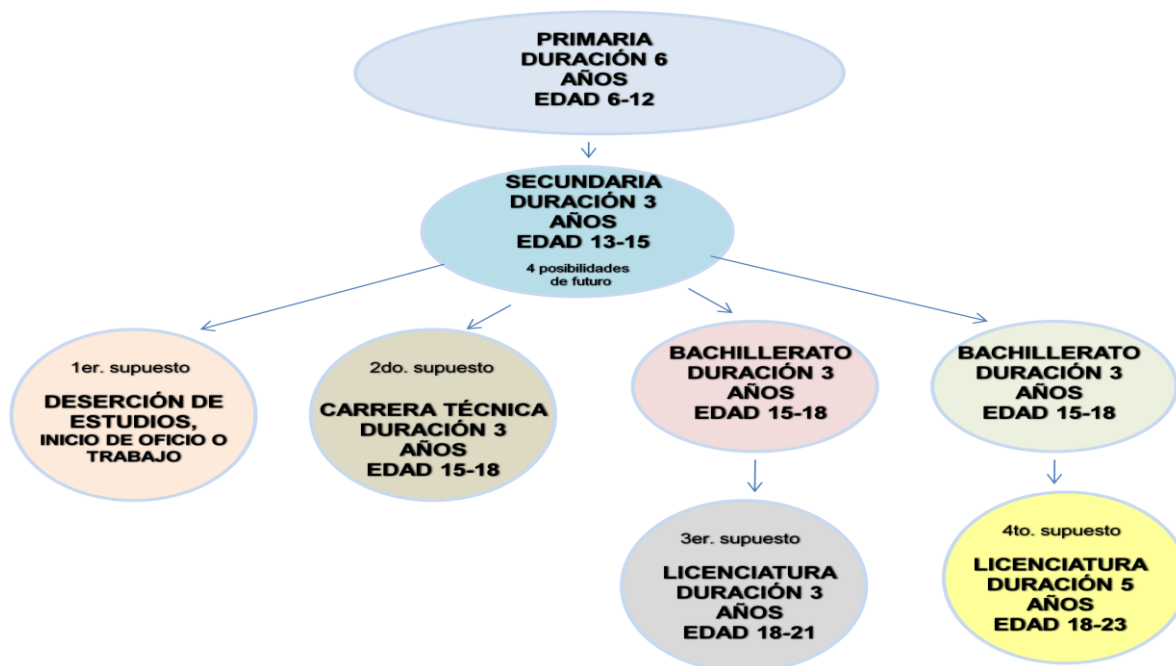 PRIMARIA
DURACIÓN 6
AÑOS
EDAD 6-12
SECUNDARIA
DURACIÓN 3
AÑOS
EDAD 13-15
4 posibilidades
de futuro
1er. supuesto
DESERCIÓN DE
ESTUDIOS,
INICIO DE OFICIO O
TRABAJO
2do. supuesto
CARRERA TÉCNICA
DURACIÓN 3
AÑOS
EDAD 15-18
BACHILLERATO
DURACIÓN 3
AÑOS
EDAD 15-18
BACHILLERATO
DURACIÓN 3
AÑOS
EDAD 15-18
3er. supuesto
LICENCIATURA
DURACIÓN 3
AÑOS
EDAD 18-21
4to. supuesto
LICENCIATURA
DURACIÓN 5
AÑOS
EDAD 18-23